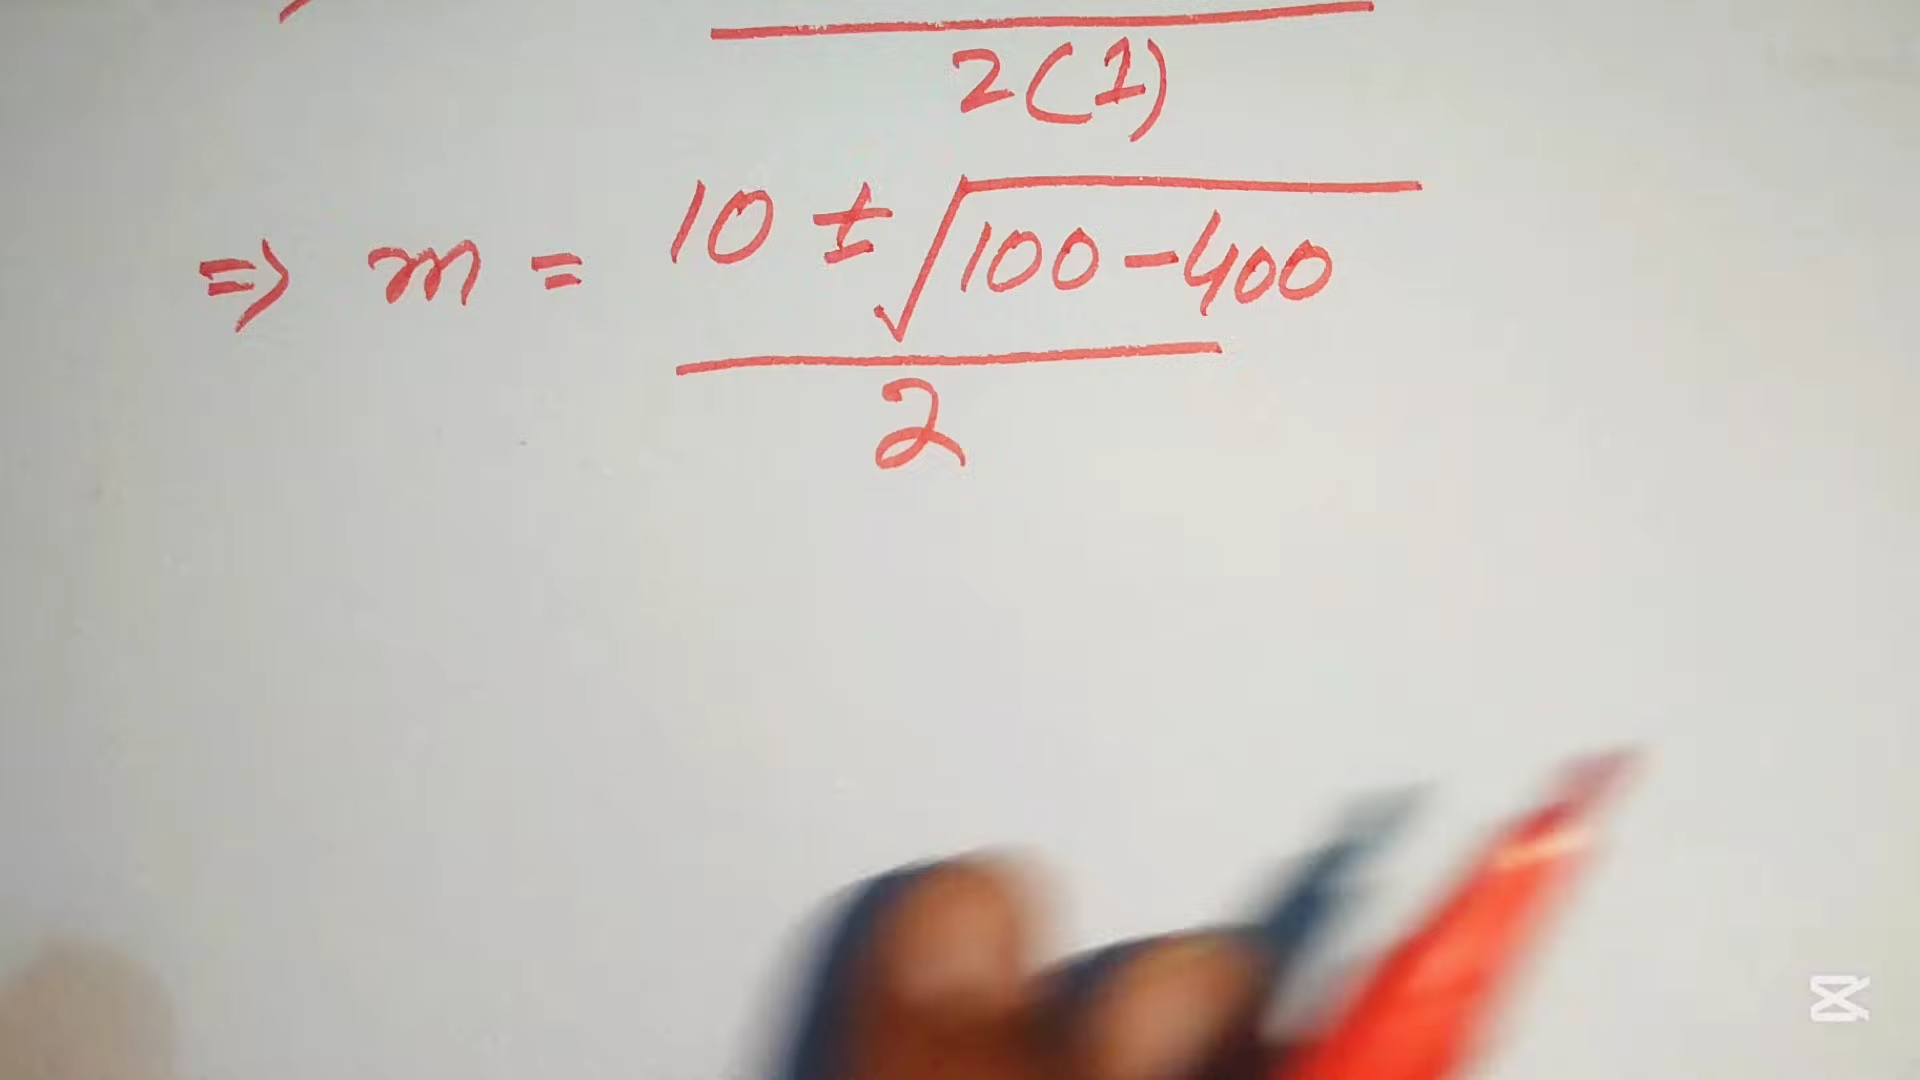 2(1)
=> m = 10 ± √100-400
2